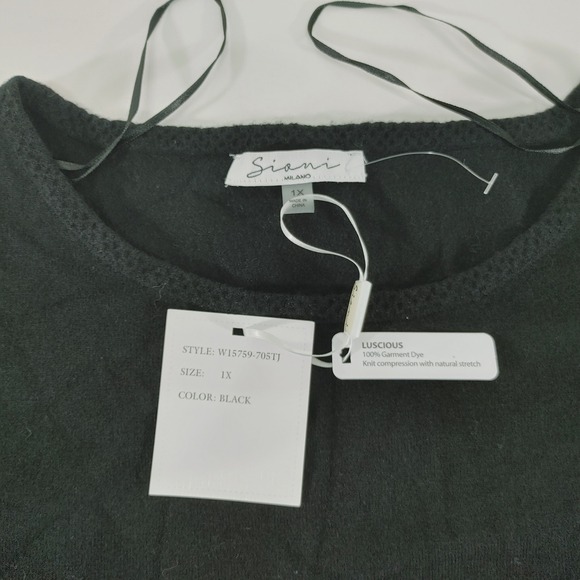 Sioni
MILANO
1X
MADE IN
CHINA
STYLE: W15759-705TJ
SIZE: 1X
COLOR: BLACK
LUSCIOUS
100% Garment Dye
Knit compression with natural stretch